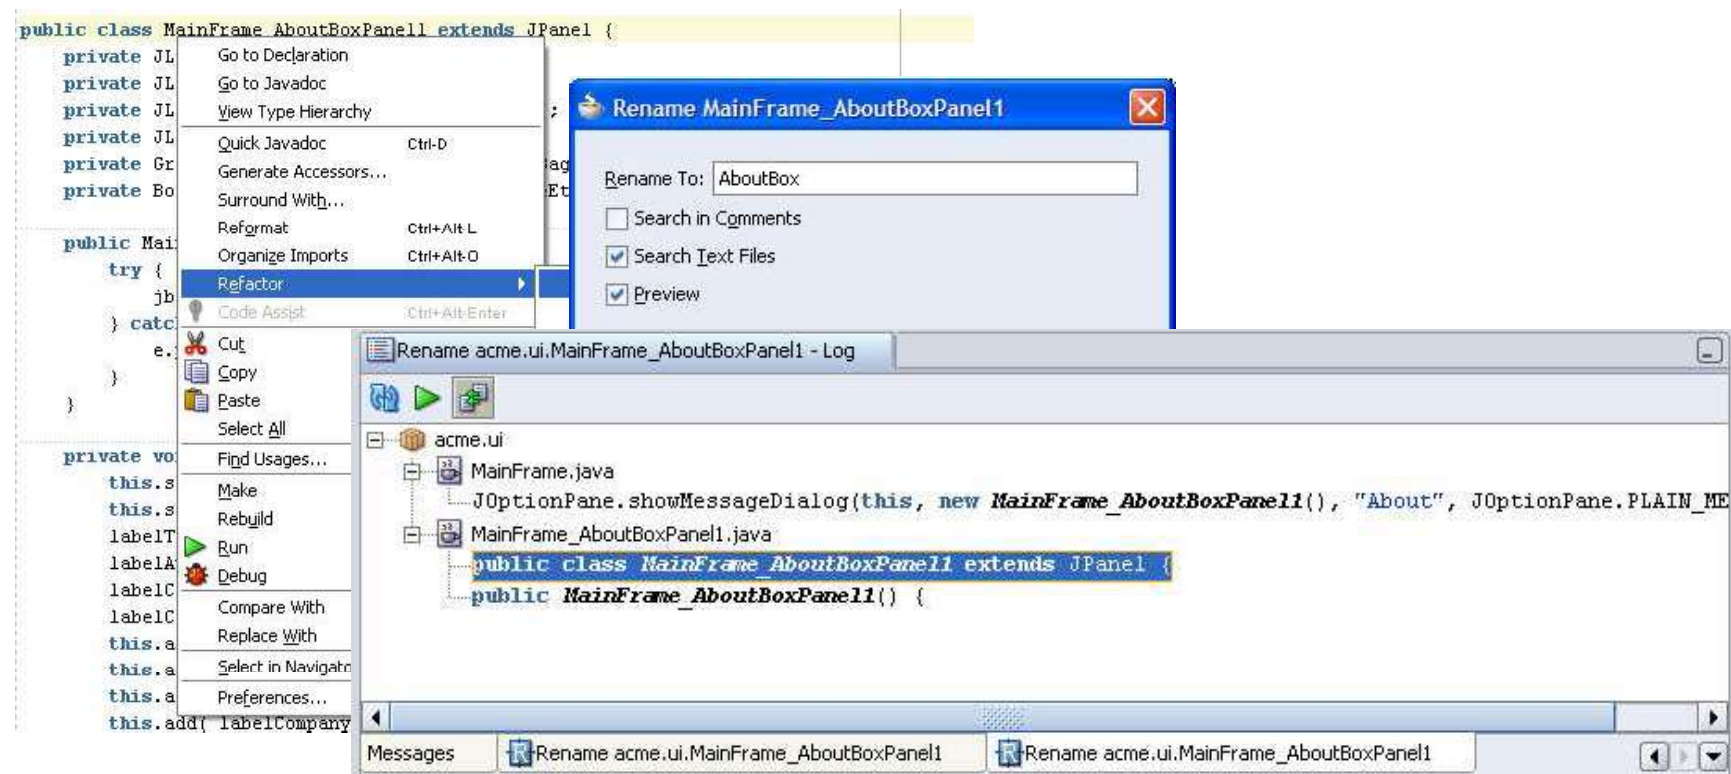 public class MainFrame_AboutBoxPanel1 extends JPanel {
private JL
private JL
private JL
private JL
private Gr
private Bo
public Mai
try {
jb
} catc
e.
}
}
private vo
this.s
this.s
labelT
labelA
labelC
labelC
this.a
this.a
this.a
this.add( labelCompany
;
Bag
Et
Go to Declaration
Go to Javadoc
View Type Hierarchy
Quick Javadoc Ctrl-D
Generate Accessors...
Surround With...
Reformat Ctrl+Alt-L
Organize Imports Ctrl+Alt-O
Refactor
Code Assist Ctrl+Alt-Enter
Cut
Copy
Paste
Select All
Find Usages...
Make
Rebuild
Run
Debug
Compare With
Replace With
Select in Navigato
Preferences...
Rename MainFrame_AboutBoxPanel1
Rename To: AboutBox
Search in Comments
Search Text Files
Preview
Rename acme.ui.MainFrame_AboutBoxPanel1 - Log
acme.ui
MainFrame.java
JOptionPane.showMessageDialog(this, new MainFrame_AboutBoxPanel1(), "About", JOptionPane.PLAIN_ME
MainFrame_AboutBoxPanel1.java
public class MainFrame_AboutBoxPanel1 extends JPanel {
public MainFrame_AboutBoxPanel1() {
Messages Rename acme.ui.MainFrame_AboutBoxPanel1 Rename acme.ui.MainFrame_AboutBoxPanel1